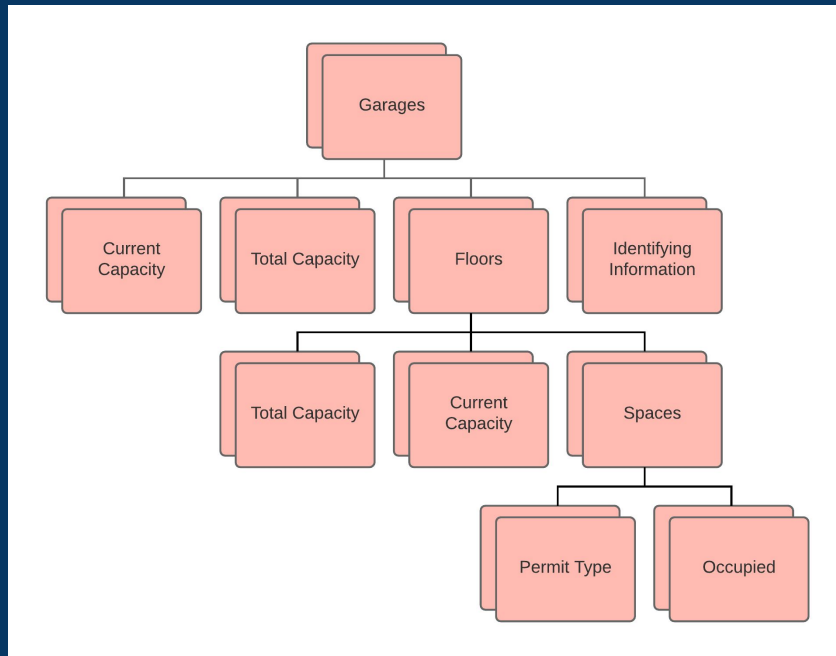 Garages
Current
Capacity
Total Capacity
Floors
Identifying
Information
Total Capacity
Current
Capacity
Spaces
Permit Type
Occupied